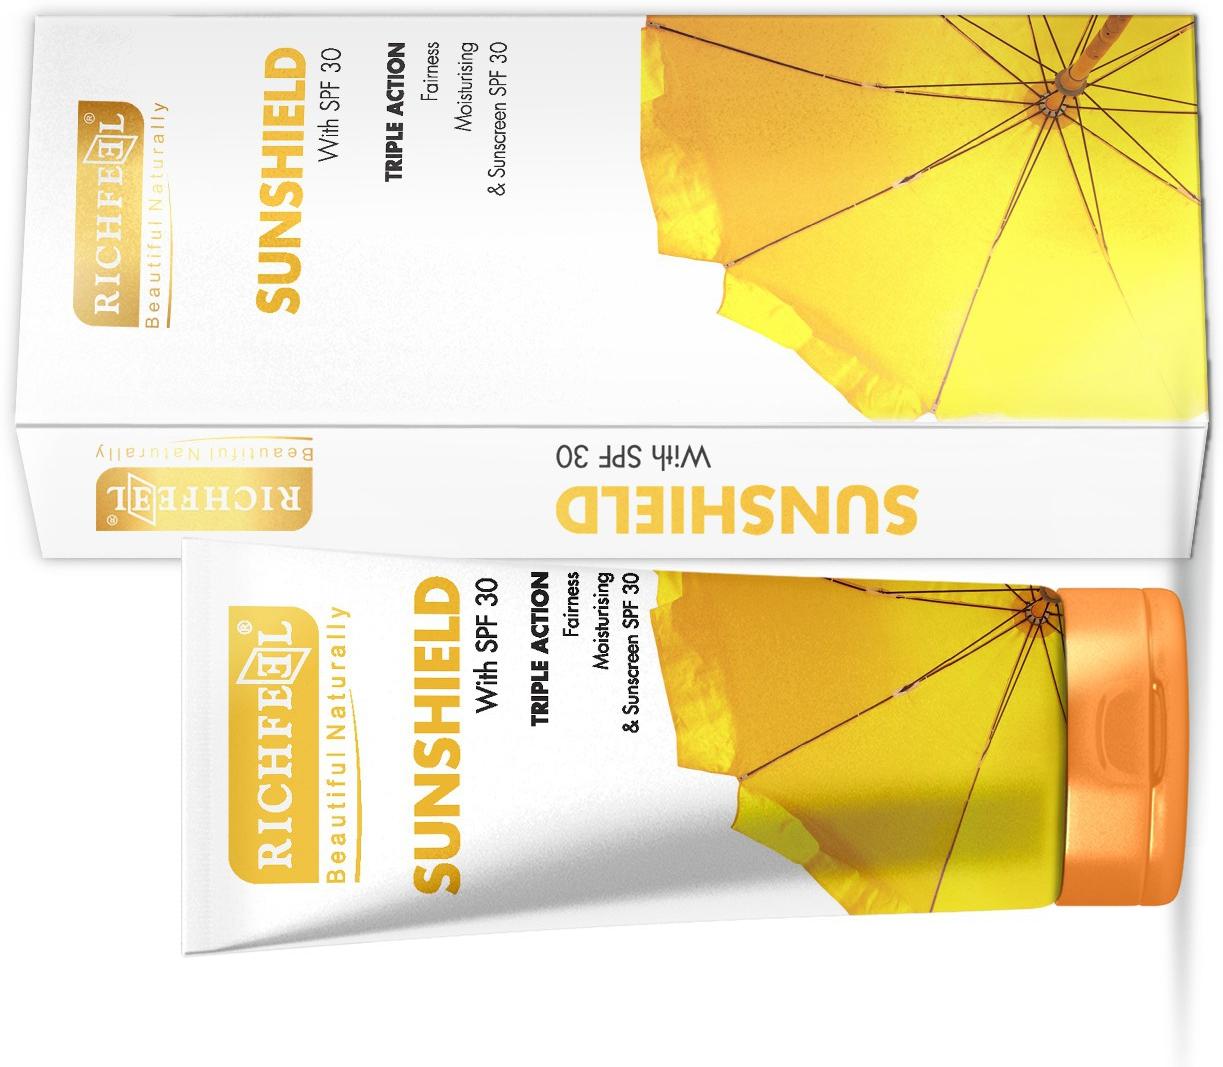 RICHFEEL®
Beautiful Naturally
SUNSHIELD
With SPF 30
TRIPLE ACTION
Fairness
Moisturising
& Sunscreen SPF 30
RICHFEEL®
Beautiful Naturally
SUNSHIELD
With SPF 30
RICHFEEL®
Beautiful Naturally
SUNSHIELD
With SPF 30
TRIPLE ACTION
Fairness
Moisturising
& Sunscreen SPF 30